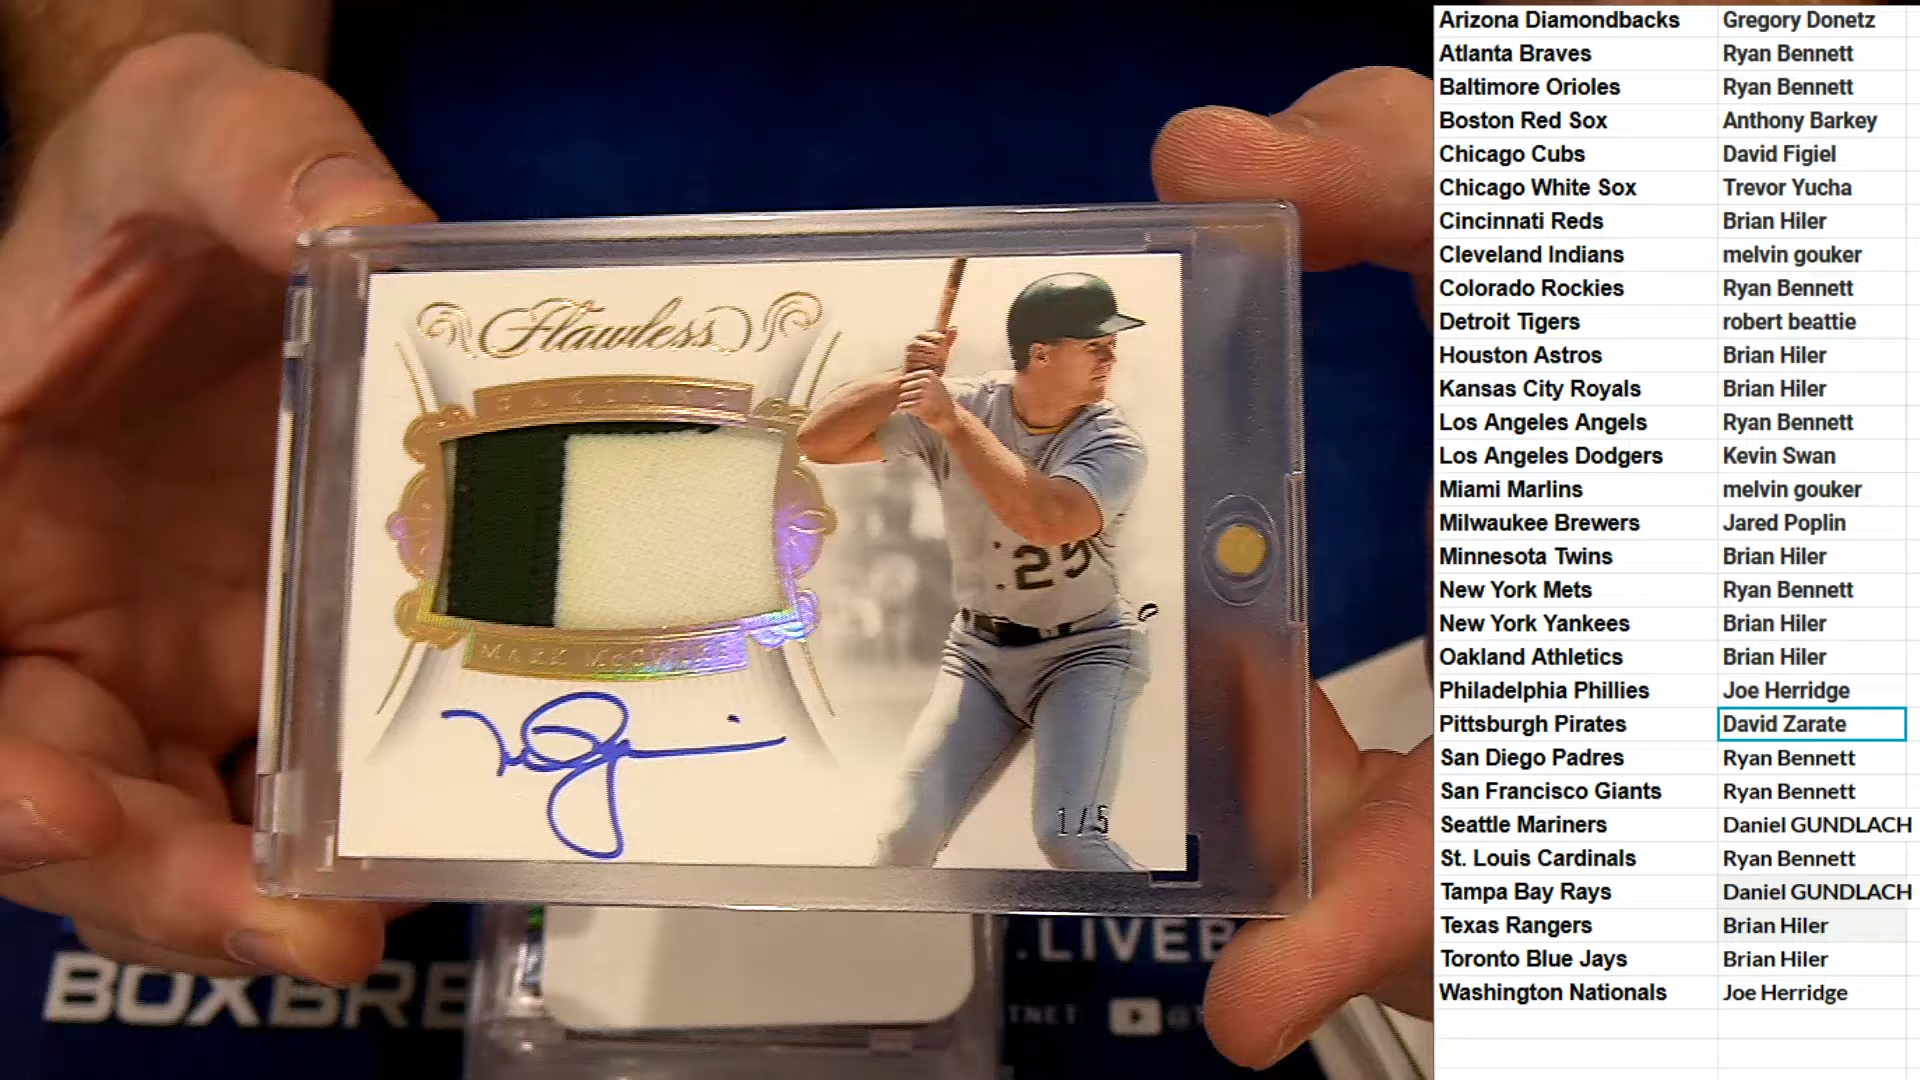 Flawless
OAKLAND
MARK McGWIRE
25
1/5
BOXBRE
.LIVEB
TNET
Arizona Diamondbacks Gregory Donetz
Atlanta Braves Ryan Bennett
Baltimore Orioles Ryan Bennett
Boston Red Sox Anthony Barkey
Chicago Cubs David Figiel
Chicago White Sox Trevor Yucha
Cincinnati Reds Brian Hiler
Cleveland Indians melvin gouker
Colorado Rockies Ryan Bennett
Detroit Tigers robert beattie
Houston Astros Brian Hiler
Kansas City Royals Brian Hiler
Los Angeles Angels Ryan Bennett
Los Angeles Dodgers Kevin Swan
Miami Marlins melvin gouker
Milwaukee Brewers Jared Poplin
Minnesota Twins Brian Hiler
New York Mets Ryan Bennett
New York Yankees Brian Hiler
Oakland Athletics Brian Hiler
Philadelphia Phillies Joe Herridge
Pittsburgh Pirates David Zarate
San Diego Padres Ryan Bennett
San Francisco Giants Ryan Bennett
Seattle Mariners Daniel GUNDLACH
St. Louis Cardinals Ryan Bennett
Tampa Bay Rays Daniel GUNDLACH
Texas Rangers Brian Hiler
Toronto Blue Jays Brian Hiler
Washington Nationals Joe Herridge